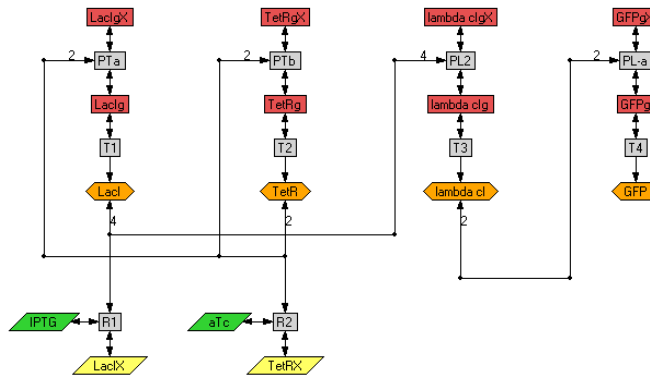 LacIgX TetRgX lambda cIgX GFPgX
2 PTa 2 PTb 4 PL2 2 PL-a
LacIg TetRg lambda cIg GFPg
T1 T2 T3 T4
LacI TetR lambda cI GFP
4 2 2
IPTG R1 aTc R2
LacIX TetRX